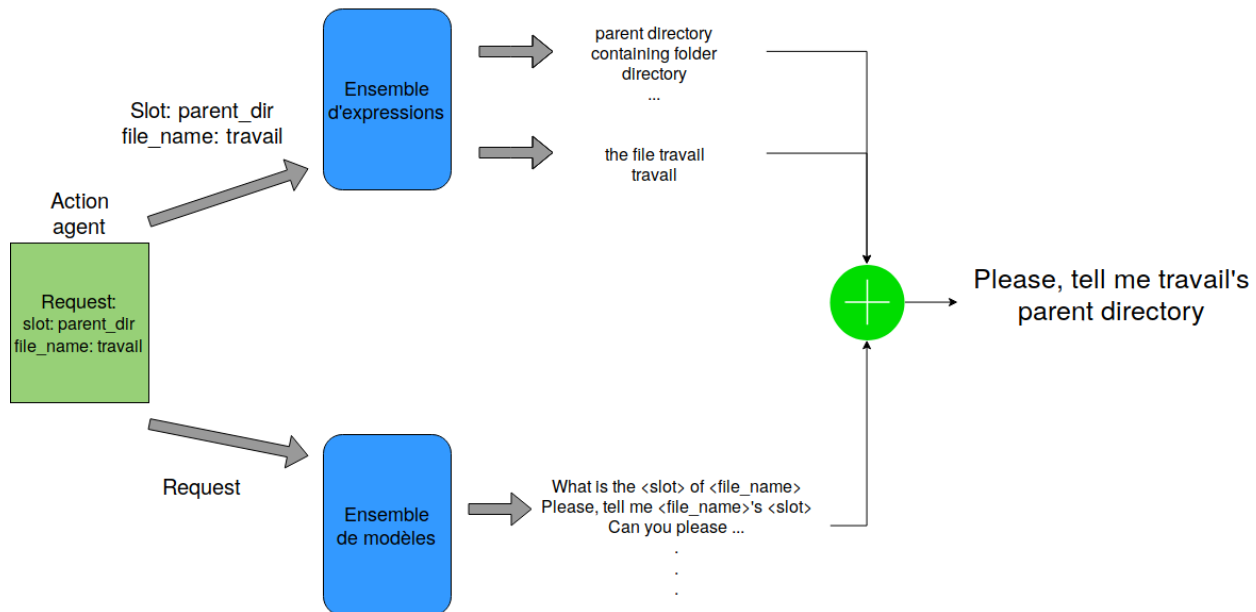 Action
agent
Request:
slot: parent_dir
file_name: travail
Slot: parent_dir
file_name: travail
Request
Ensemble
d'expressions
parent directory
containing folder
directory
...
the file travail
travail
Ensemble
de modèles
What is the <slot> of <file_name>
Please, tell me <file_name>'s <slot>
Can you please ...
.
.
.
Please, tell me travail's
parent directory